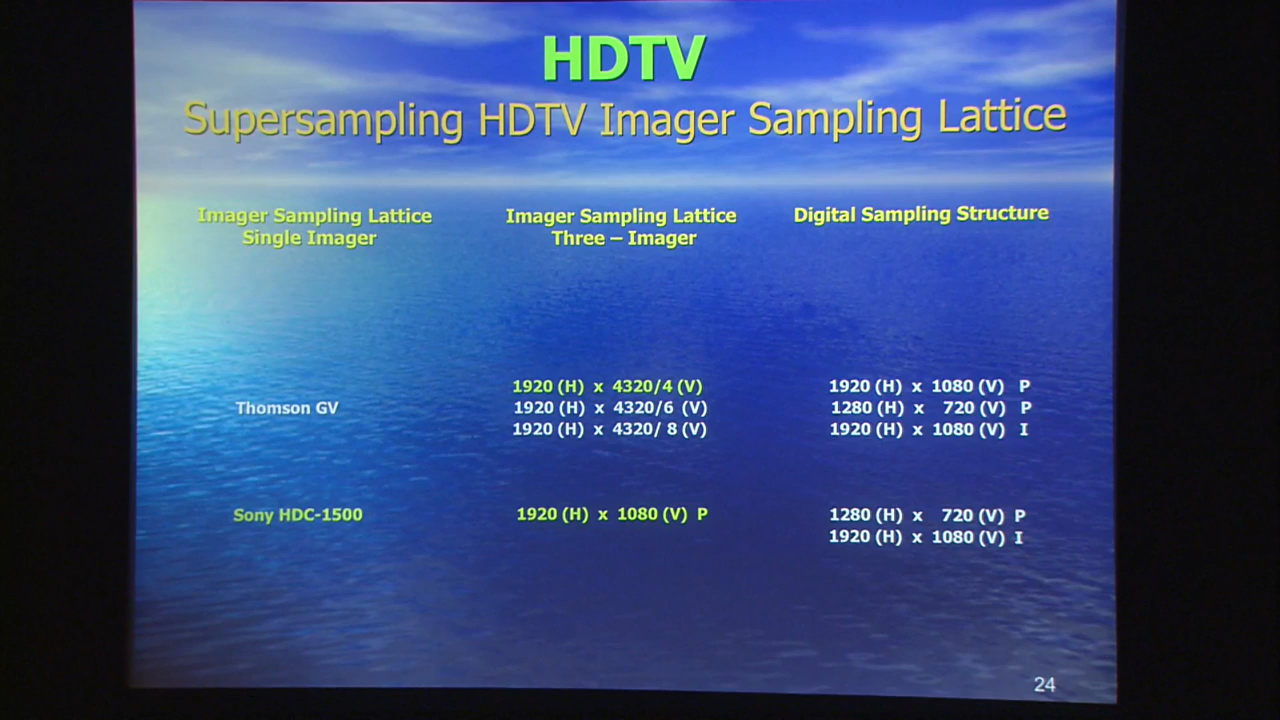 HDTV
Supersampling HDTV Imager Sampling Lattice
Imager Sampling Lattice
Single Imager
Imager Sampling Lattice
Three – Imager
Digital Sampling Structure
Thomson GV
1920 (H) x 4320/4 (V)
1920 (H) x 4320/6 (V)
1920 (H) x 4320/ 8 (V)
1920 (H) x 1080 (V) P
1280 (H) x 720 (V) P
1920 (H) x 1080 (V) I
Sony HDC-1500
1920 (H) x 1080 (V) P
1280 (H) x 720 (V) P
1920 (H) x 1080 (V) I
24